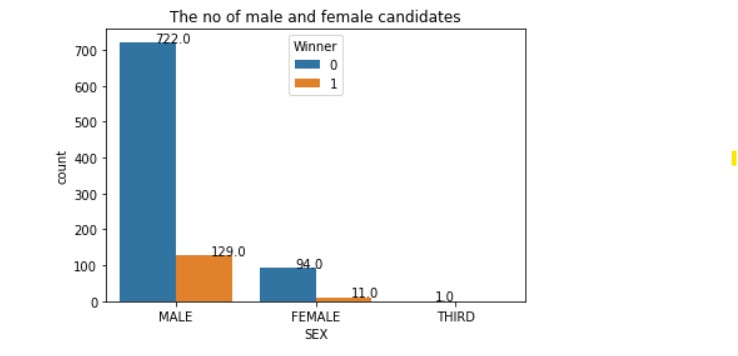 The no of male and female candidates
Winner
0
1
722.0
129.0
94.0
11.0
1.0
700
600
500
400
300
200
100
0
count
MALE
FEMALE
THIRD
SEX